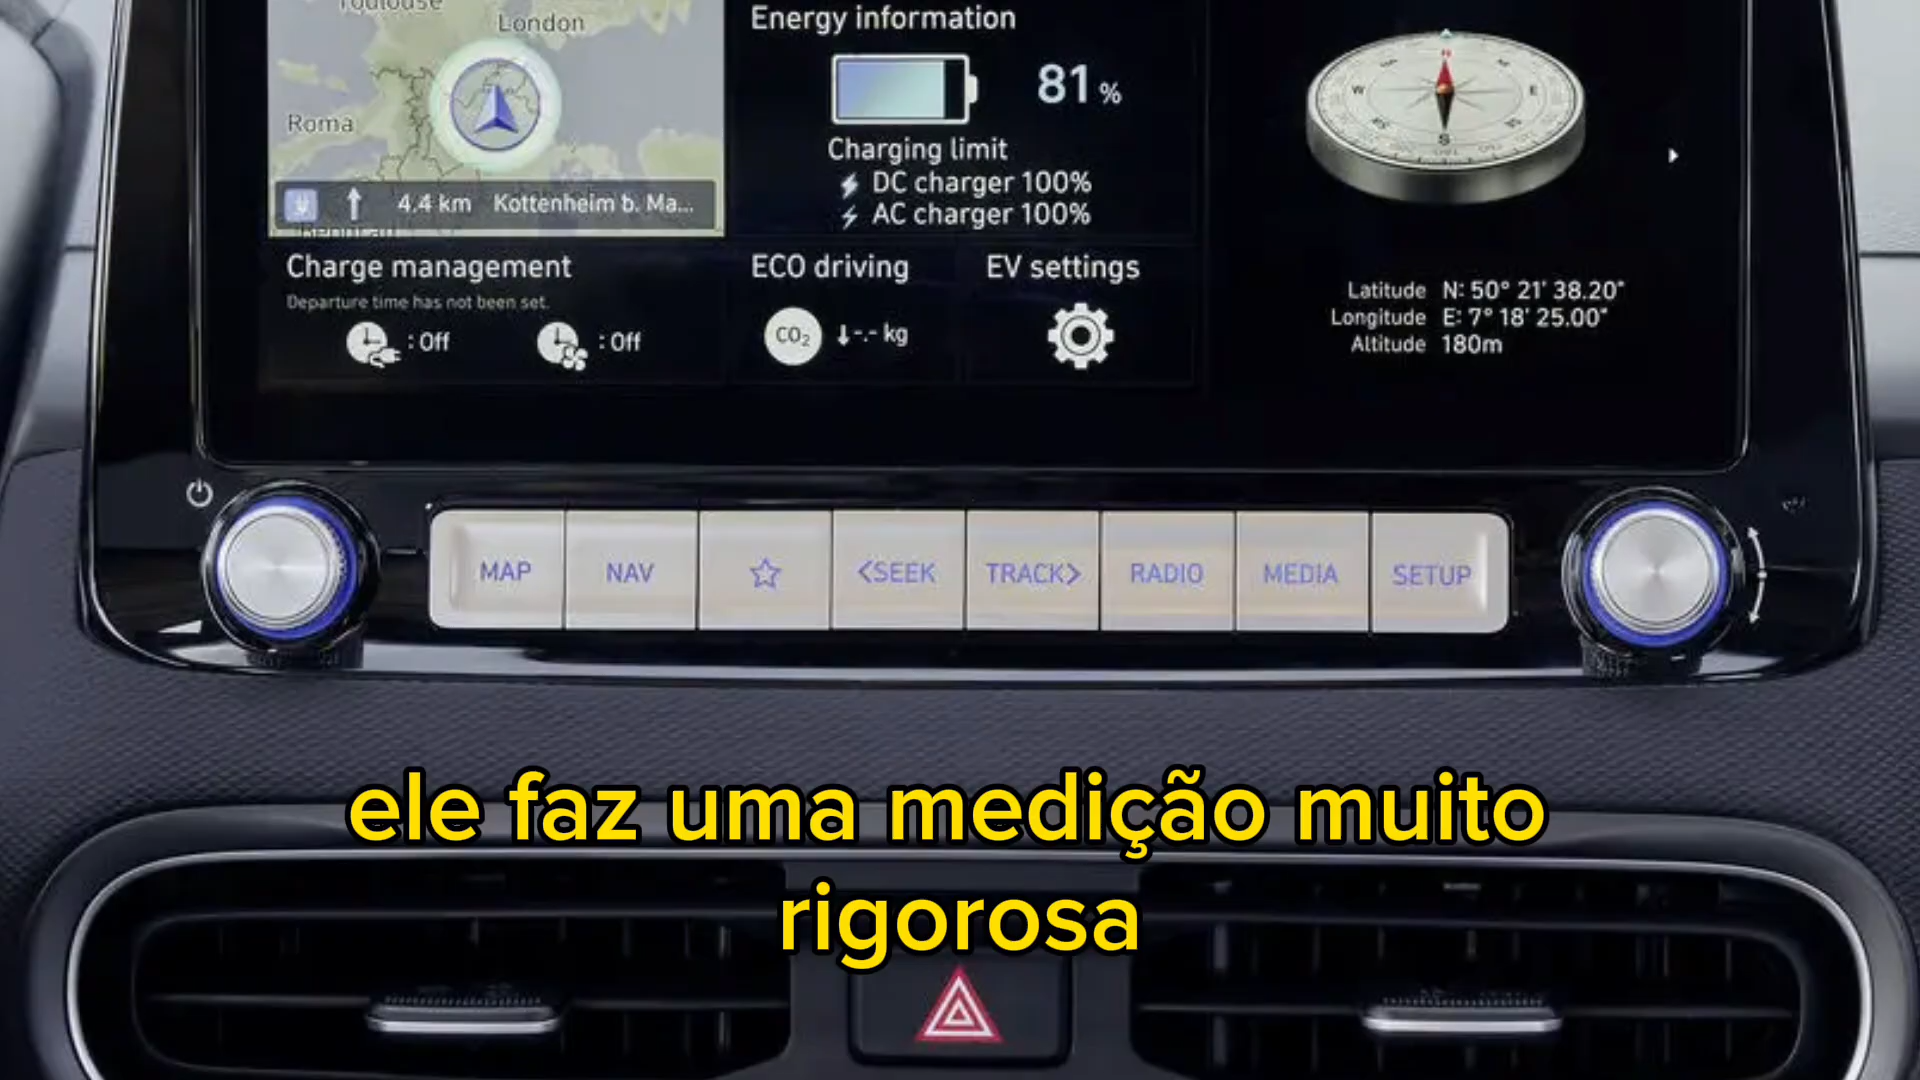 Toulouse
London
Roma
4.4 km Kottenheim b. Ma...
Energy information
81 %
Charging limit
DC charger 100%
AC charger 100%
N
W
E
S
Latitude N: 50° 21' 38.20"
Longitude E: 7° 18' 25.00"
Altitude 180m
Charge management
Departure time has not been set.
: Off
: Off
ECO driving
CO₂ -.- kg
EV settings
MAP
NAV
<SEEK
TRACK>
RADIO
MEDIA
SETUP
ele faz uma medição muito
rigorosa